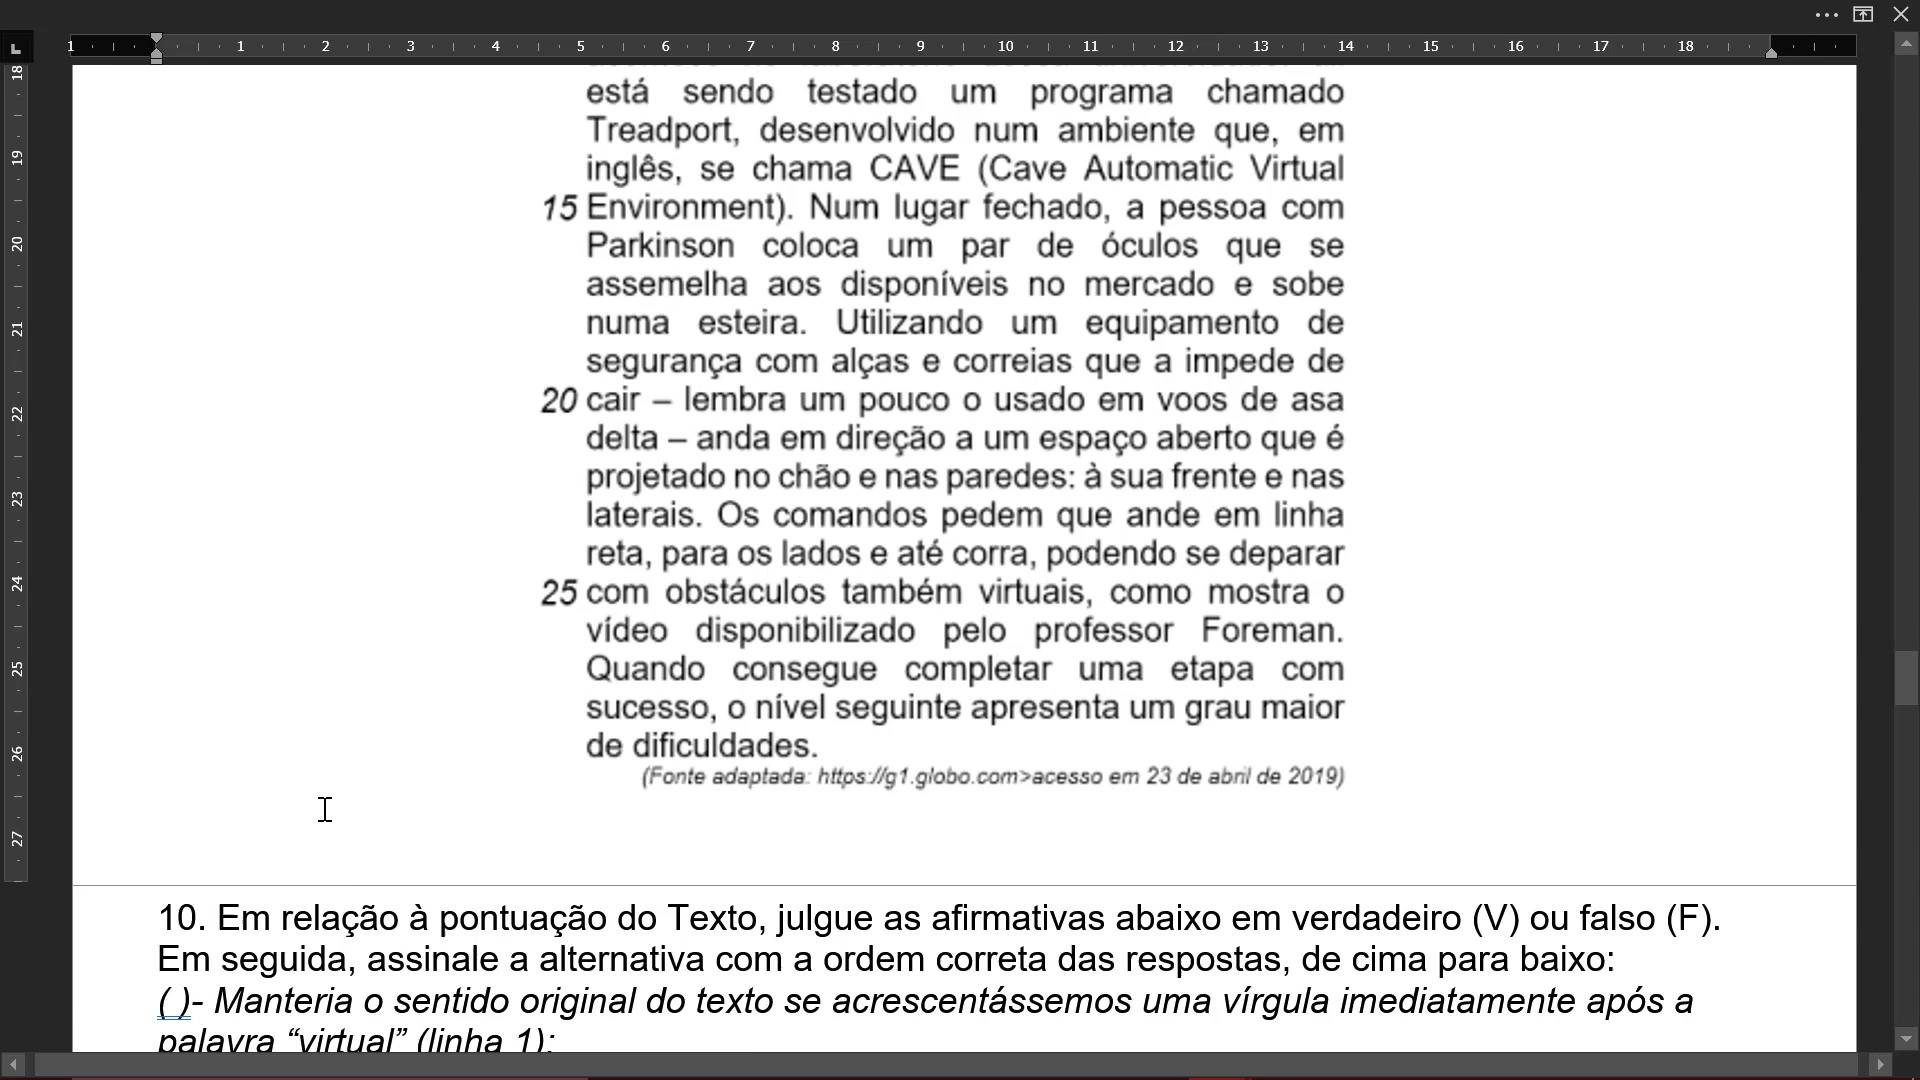 1 1 2 3 4 5 6 7 8 9 10 11 12 13 14 15 16 17 18
18
19
20
21
22
23
24
25
26
27
está sendo testado um programa chamado
Treadport, desenvolvido num ambiente que, em
inglês, se chama CAVE (Cave Automatic Virtual
15 Environment). Num lugar fechado, a pessoa com
Parkinson coloca um par de óculos que se
assemelha aos disponíveis no mercado e sobe
numa esteira. Utilizando um equipamento de
segurança com alças e correias que a impede de
20 cair – lembra um pouco o usado em voos de asa
delta – anda em direção a um espaço aberto que é
projetado no chão e nas paredes: à sua frente e nas
laterais. Os comandos pedem que ande em linha
reta, para os lados e até corra, podendo se deparar
25 com obstáculos também virtuais, como mostra o
vídeo disponibilizado pelo professor Foreman.
Quando consegue completar uma etapa com
sucesso, o nível seguinte apresenta um grau maior
de dificuldades.
(Fonte adaptada: https://g1.globo.com>acesso em 23 de abril de 2019)
10. Em relação à pontuação do Texto, julgue as afirmativas abaixo em verdadeiro (V) ou falso (F).
Em seguida, assinale a alternativa com a ordem correta das respostas, de cima para baixo:
( )- Manteria o sentido original do texto se acrescentássemos uma vírgula imediatamente após a
palavra “virtual” (linha 1);